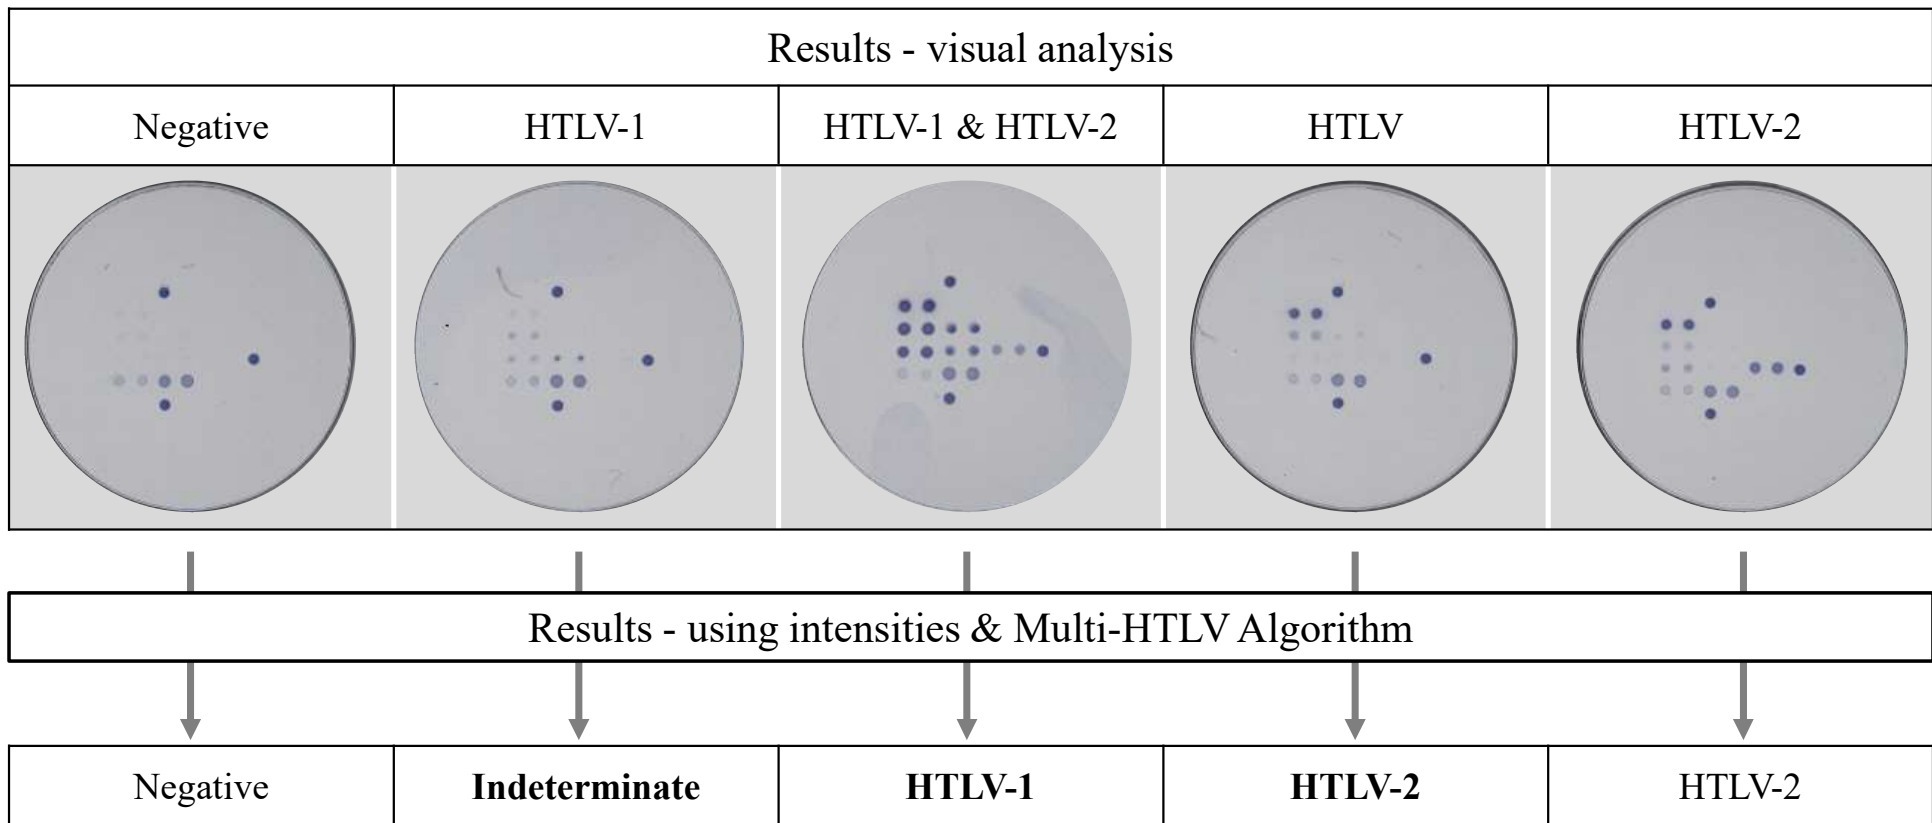 Results - visual analysis
Negative
HTLV-1
HTLV-1 & HTLV-2
HTLV
HTLV-2
Results - using intensities & Multi-HTLV Algorithm
Negative
Indeterminate
HTLV-1
HTLV-2
HTLV-2